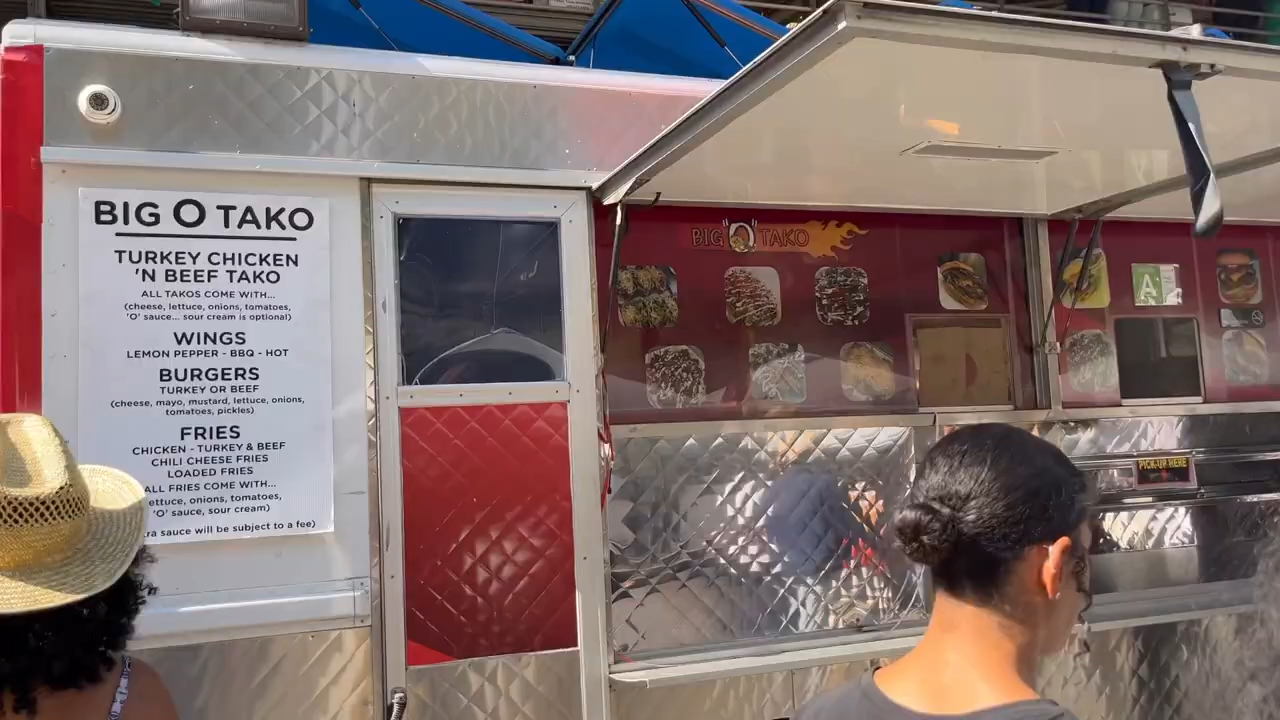 BIG O TAKO
TURKEY CHICKEN
'N BEEF TAKO
ALL TAKOS COME WITH...
(cheese, lettuce, onions, tomatoes,
'O' sauce... sour cream is optional)
WINGS
LEMON PEPPER - BBQ - HOT
BURGERS
TURKEY OR BEEF
(cheese, mayo, mustard, lettuce, onions,
tomatoes, pickles)
FRIES
CHICKEN - TURKEY & BEEF
CHILI CHEESE FRIES
LOADED FRIES
ALL FRIES COME WITH...
lettuce, onions, tomatoes,
'O' sauce, sour cream)
sauce will be subject to a fee)
BIG "O" TAKO
A
PICK-UP HERE